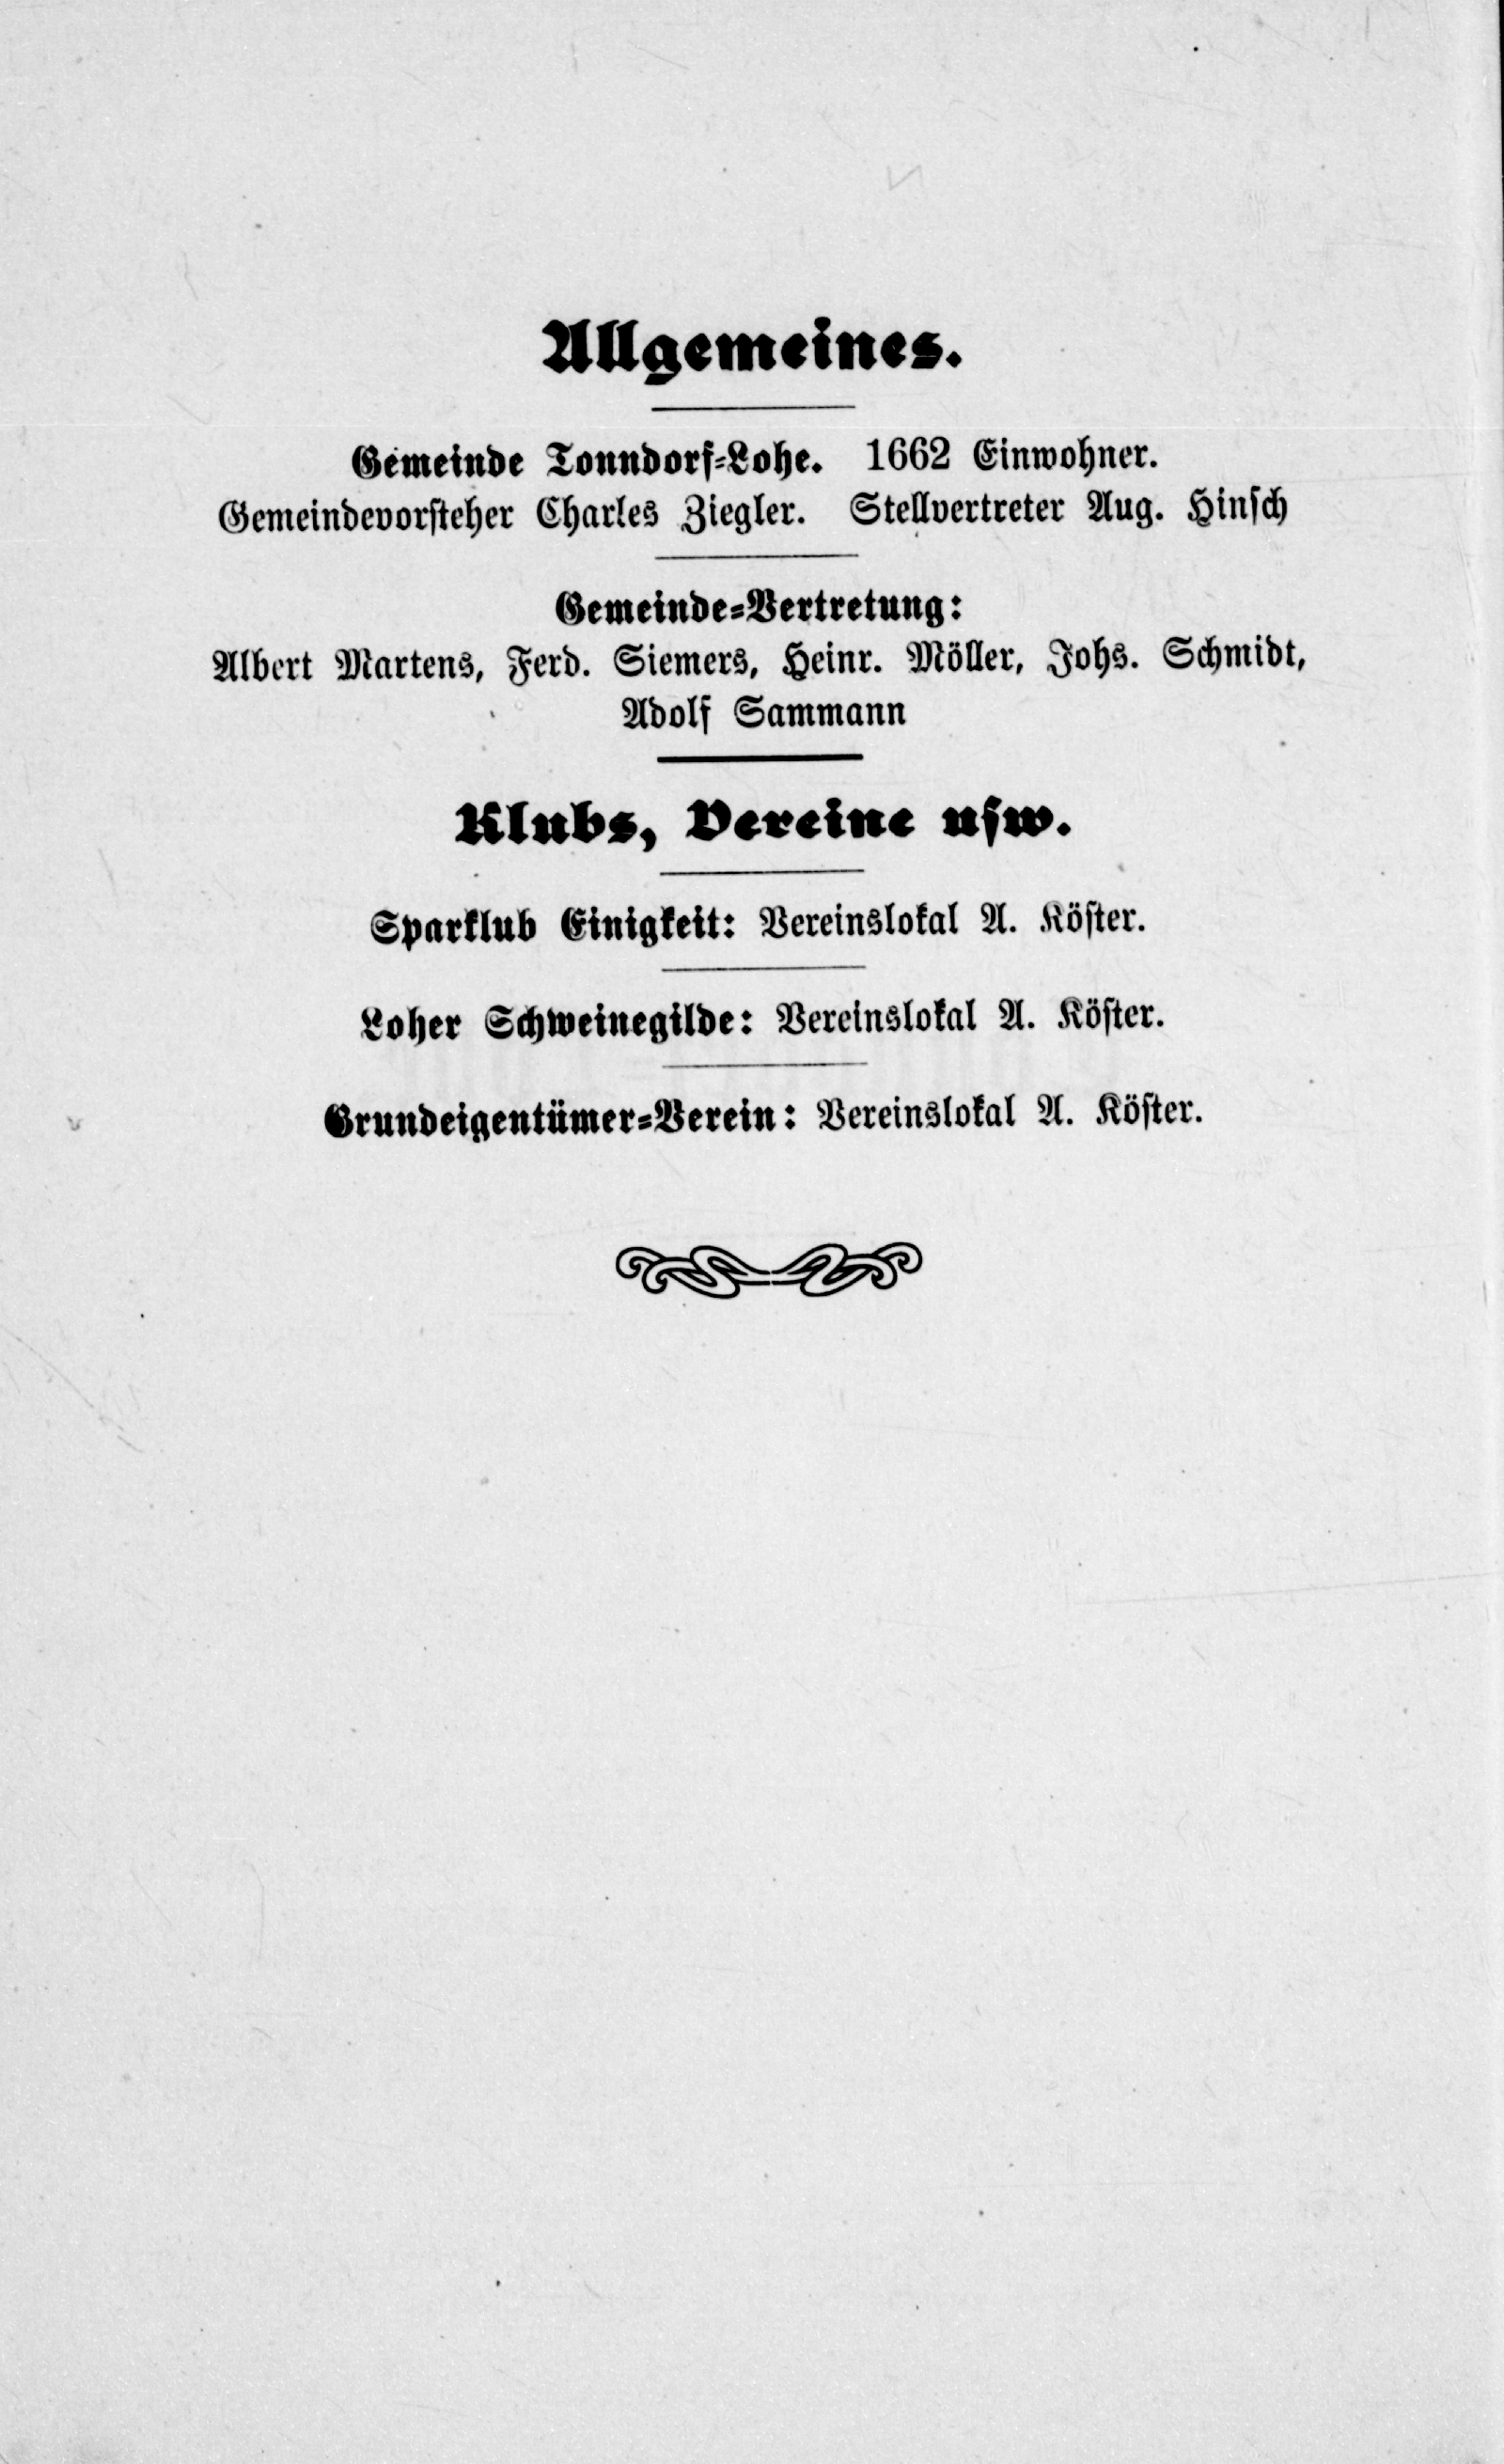 Allgemeines.
Gemeinde Tonndorf-Lohe. 1662 Einwohner.
Gemeindevorsteher Charles Ziegler. Stellvertreter Aug. Hinsch
Gemeinde-Vertretung:
Albert Martens, Ferd. Siemers, Heinr. Möller, Johs. Schmidt,
Adolf Sammann
Klubs, Vereine usw.
Sparklub Einigkeit: Vereinslokal A. Köster.
Loher Schweinegilde: Vereinslokal A. Köster.
Grundeigentümer-Verein: Vereinslokal A. Köster.